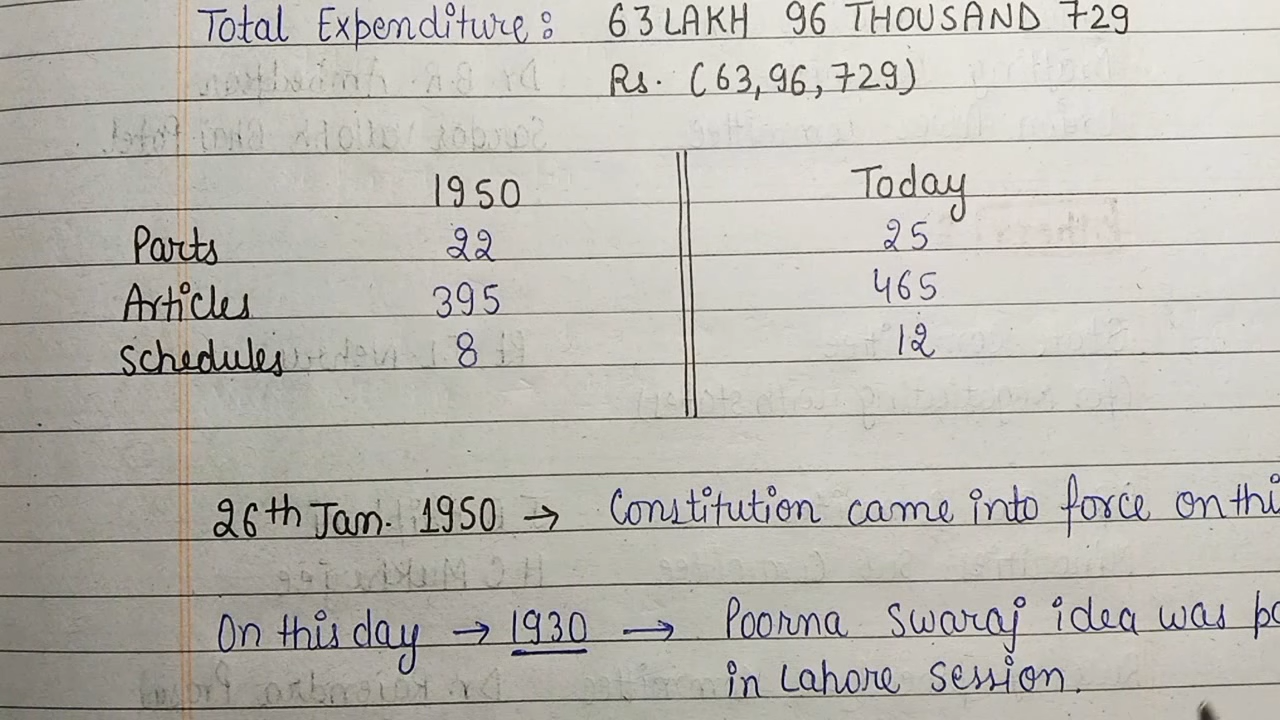 Total Expenditure: 63 LAKH 96 THOUSAND 729
Rs. (63,96,729)
1950 Today
Parts 22 25
Articles 395 465
Schedules 8 12
26th Jan. 1950 → Constitution came into force on thi
On this day → 1930 → Poorna Swaraj idea was pa
in Lahore Session.